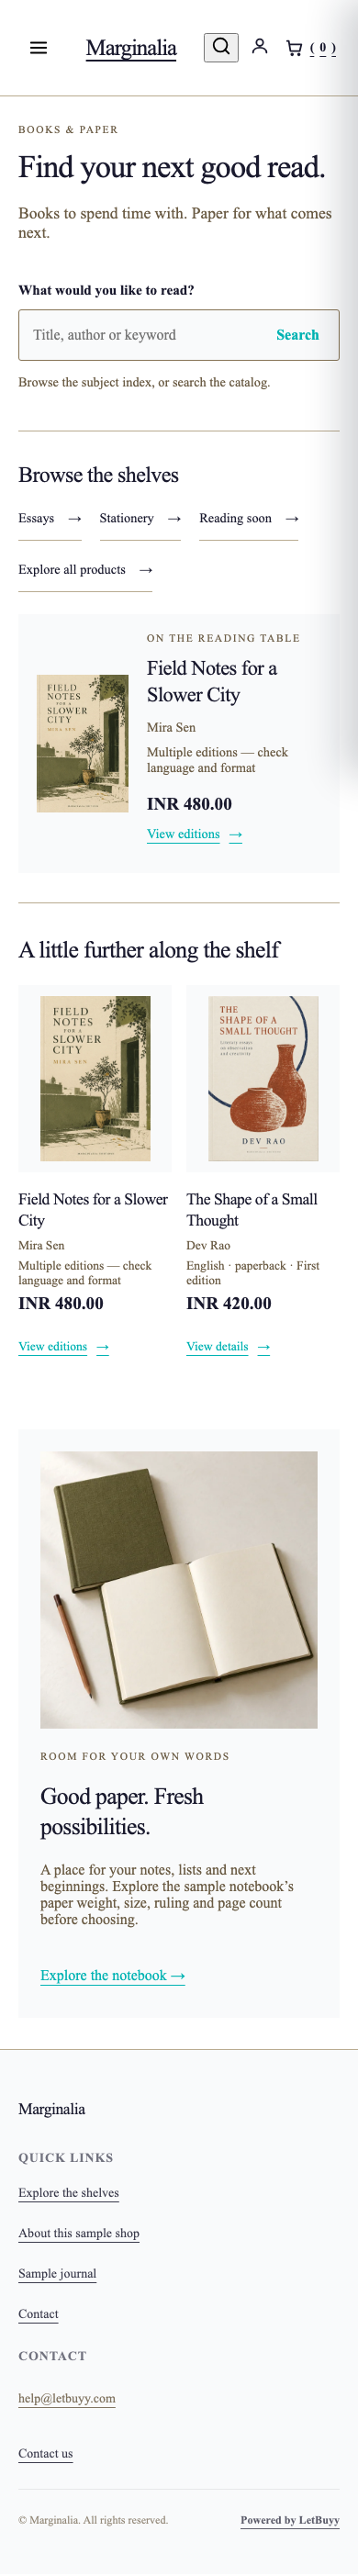 Marginalia
( 0 )
BOOKS & PAPER
Find your next good read.
Books to spend time with. Paper for what comes
next.
What would you like to read?
Title, author or keyword
Search
Browse the subject index, or search the catalog.
Browse the shelves
Essays →
Stationery →
Reading soon →
Explore all products →
FIELD
NOTES
FOR A
SLOWER
CITY
MIRA SEN
ON THE READING TABLE
Field Notes for a
Slower City
Mira Sen
Multiple editions — check
language and format
INR 480.00
View editions →
A little further along the shelf
FIELD
NOTES
FOR A
SLOWER
CITY
MIRA SEN
Field Notes for a Slower
City
Mira Sen
Multiple editions — check
language and format
INR 480.00
View editions →
THE
SHAPE OF A
SMALL THOUGHT
DEV RAO
The Shape of a Small
Thought
Dev Rao
English · paperback · First
edition
INR 420.00
View details →
ROOM FOR YOUR OWN WORDS
Good paper. Fresh
possibilities.
A place for your notes, lists and next
beginnings. Explore the sample notebook’s
paper weight, size, ruling and page count
before choosing.
Explore the notebook →
Marginalia
QUICK LINKS
Explore the shelves
About this sample shop
Sample journal
Contact
CONTACT
help@letbuyy.com
Contact us
© Marginalia. All rights reserved.
Powered by LetBuyy